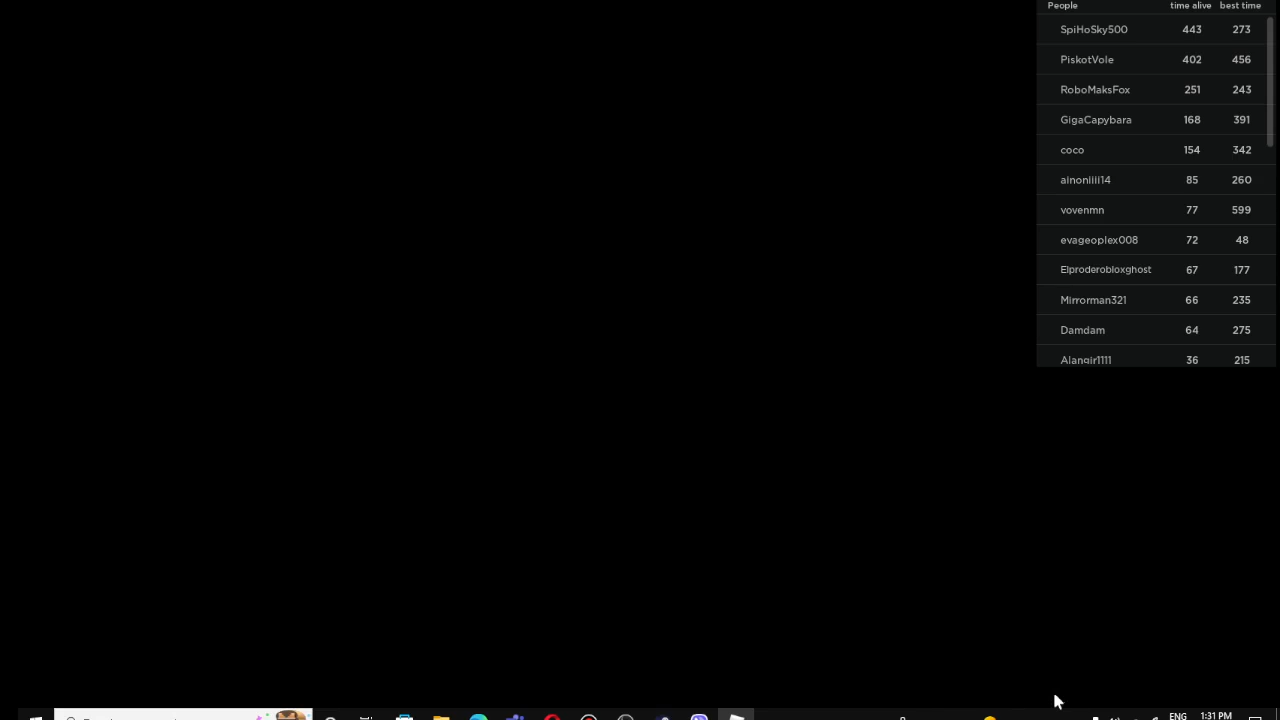 People time alive best time
SpiHoSky500 443 273
PiskotVole 402 456
RoboMaksFox 251 243
GigaCapybara 168 391
coco 154 342
ainoniiii14 85 260
vovenmn 77 599
evageoplex008 72 48
Elproderobloxghost 67 177
Mirrorman321 66 235
Damdam 64 275
Alangir1111 36 215
ENG 1:31 PM